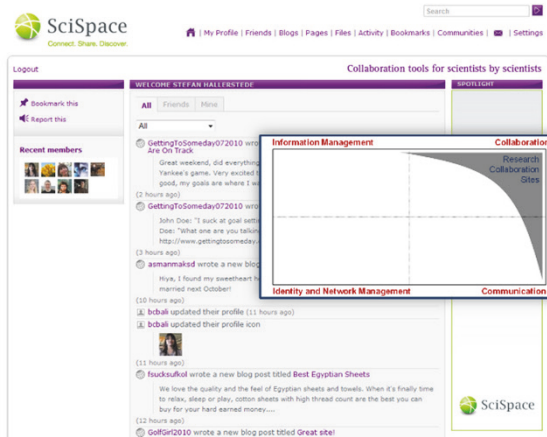 Search
SciSpace
Connect. Share. Discover.
| My Profile | Friends | Blogs | Pages | Files | Activity | Bookmarks | Communities | | Settings
Logout
Collaboration tools for scientists by scientists
Bookmark this
Report this
Recent members
WELCOME STEFAN HALLERSTEDE
All Friends Mine
All
GettingToSomeday072010 wro
Are On Track
Great weekend, did everything
Yankee's game. Very excited t
good, my goals are where I wa
(2 hours ago)
GettingToSomeday072010 wro
John Doe: "I suck at goal settin
Doe: "What one are you talkin
http://www.gettingtosomeday.
(3 hours ago)
asmanmaksd wrote a new blog
Hiya, I found my sweetheart h
married next October!
(10 hours ago)
bcbali updated their profile (11 hours ago)
bcbali updated their profile icon
(11 hours ago)
fsucksufkol wrote a new blog post titled Best Egyptian Sheets
We love the quality and the feel of Egyptian sheets and towels. When it's finally time
to relax, sleep or play, cotton sheets with high thread count are the best you can
buy for your hard earned money....
(12 hours ago)
GolfGirl2010 wrote a new blog post titled Great site!
SPOTLIGHT
Information Management
Collaboration
Research
Collaboration
Sites
Identity and Network Management
Communication
SciSpace